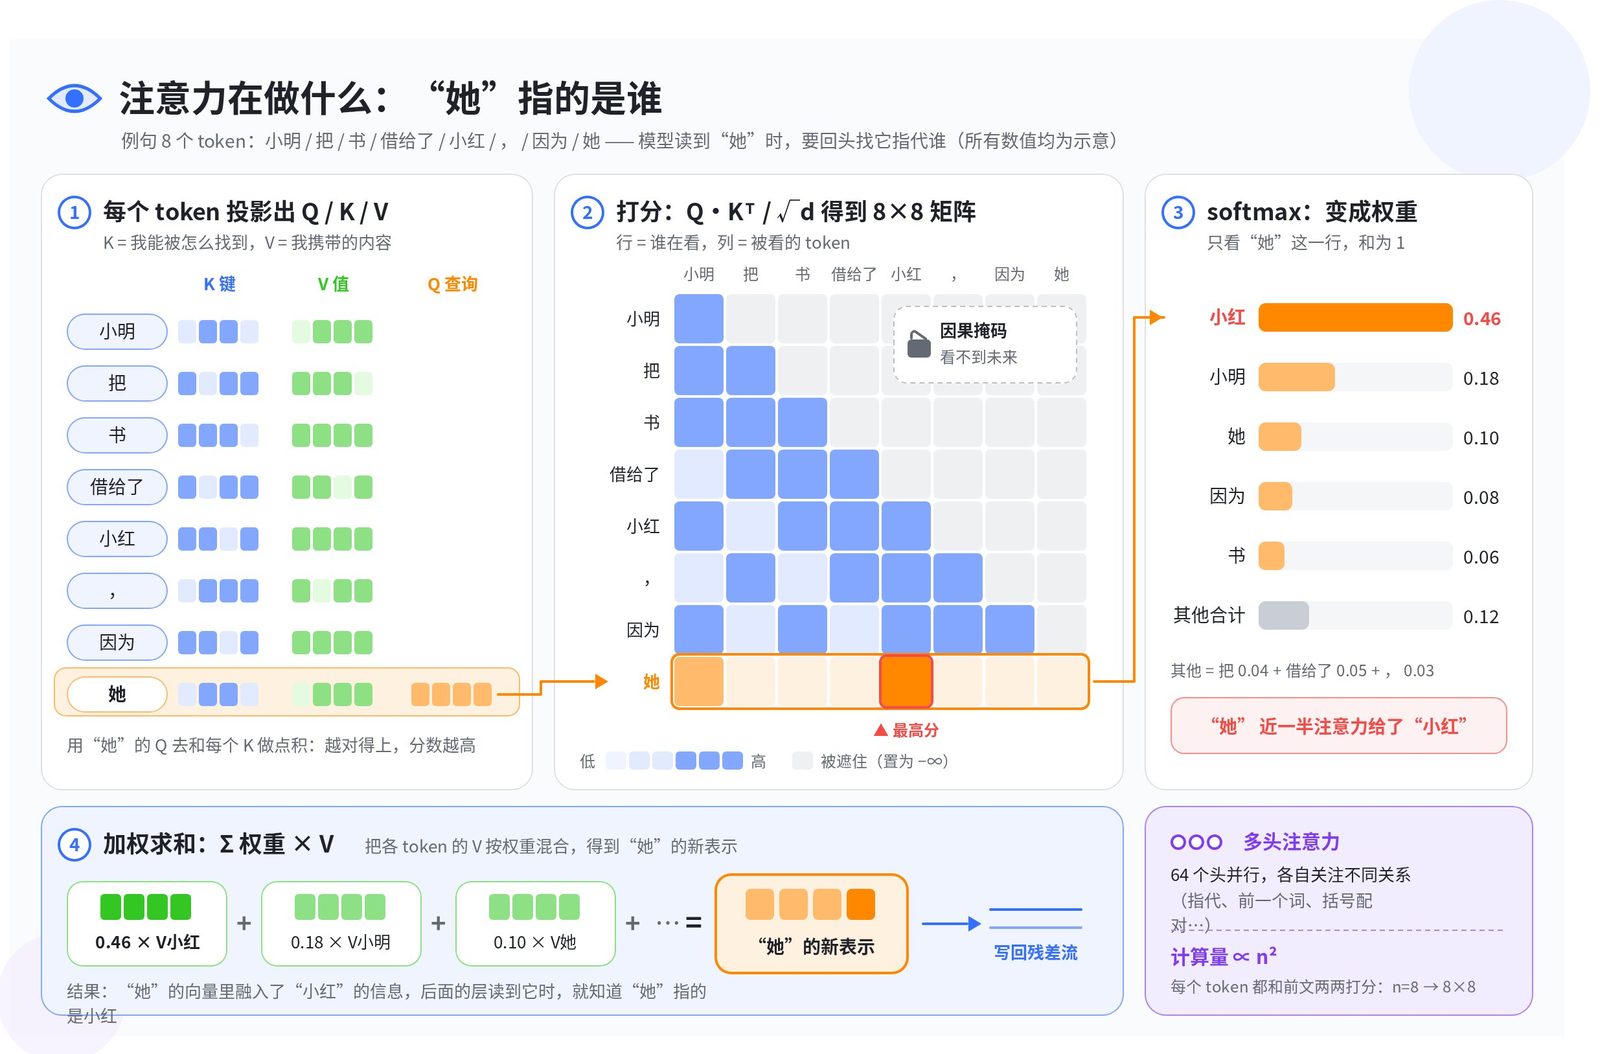 注意力在做什么：“她”指的是谁
例句 8 个 token：小明 / 把 / 书 / 借给了 / 小红 / ， / 因为 / 她 —— 模型读到“她”时，要回头找它指代谁（所有数值均为示意）
1 每个 token 投影出 Q / K / V
K = 我能被怎么找到，V = 我携带的内容
K 键 V 值 Q 查询
小明
把
书
借给了
小红
，
因为
她
用“她”的 Q 去和每个 K 做点积：越对得上，分数越高
2 打分：Q · Kᵀ / √d 得到 8×8 矩阵
行 = 谁在看，列 = 被看的 token
小明 把 书 借给了 小红 ， 因为 她
小明
把
书
借给了
小红
，
因为
她
因果掩码
看不到未来
▲ 最高分
低 高 被遮住（置为 −∞）
3 softmax：变成权重
只看“她”这一行，和为 1
小红 0.46
小明 0.18
她 0.10
因为 0.08
书 0.06
其他合计 0.12
其他 = 把 0.04 + 借给了 0.05 + ， 0.03
“她” 近一半注意力给了“小红”
4 加权求和：Σ 权重 × V 把各 token 的 V 按权重混合，得到“她”的新表示
0.46 × V小红 + 0.18 × V小明 + 0.10 × V她 + ··· = “她”的新表示
写回残差流
结果：“她”的向量里融入了“小红”的信息，后面的层读到它时，就知道“她”指的
是小红
多头注意力
64 个头并行，各自关注不同关系
（指代、前一个词、括号配
对…）
计算量 ∝ n²
每个 token 都和前文两两打分：n=8 → 8×8